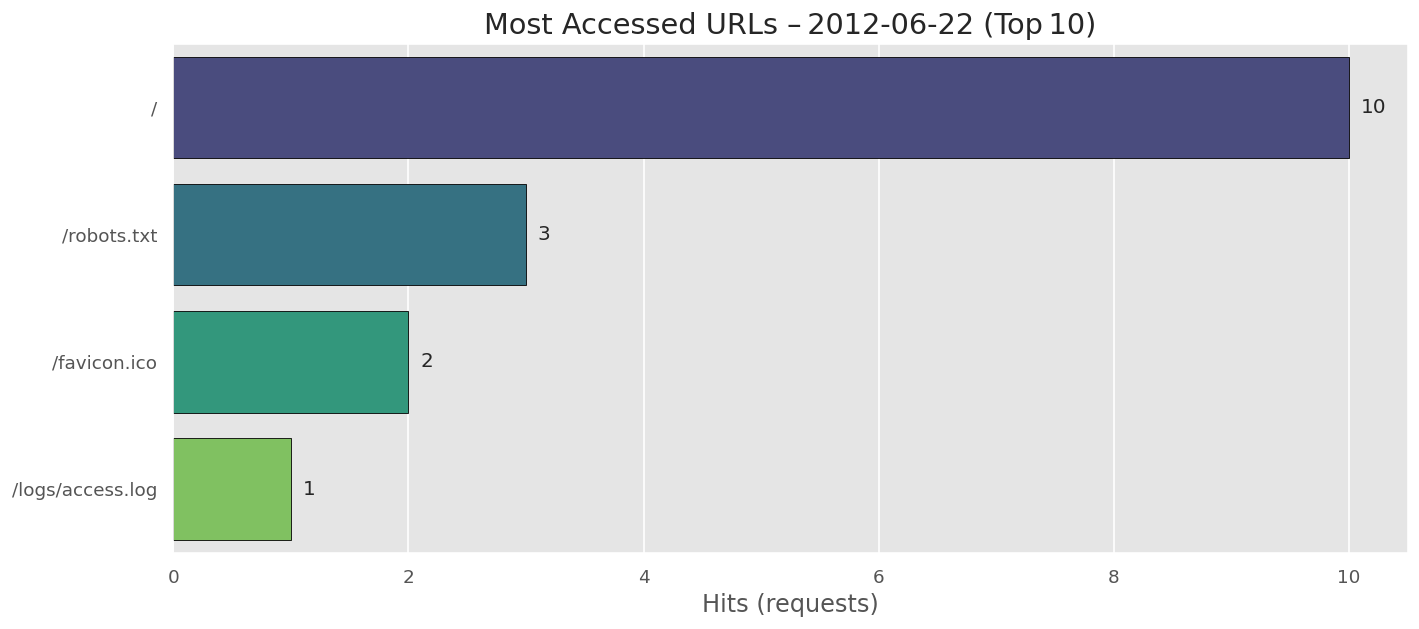 Most Accessed URLs – 2012-06-22 (Top 10)
/
10
/robots.txt
3
/favicon.ico
2
/logs/access.log
1
0 2 4 6 8 10
Hits (requests)